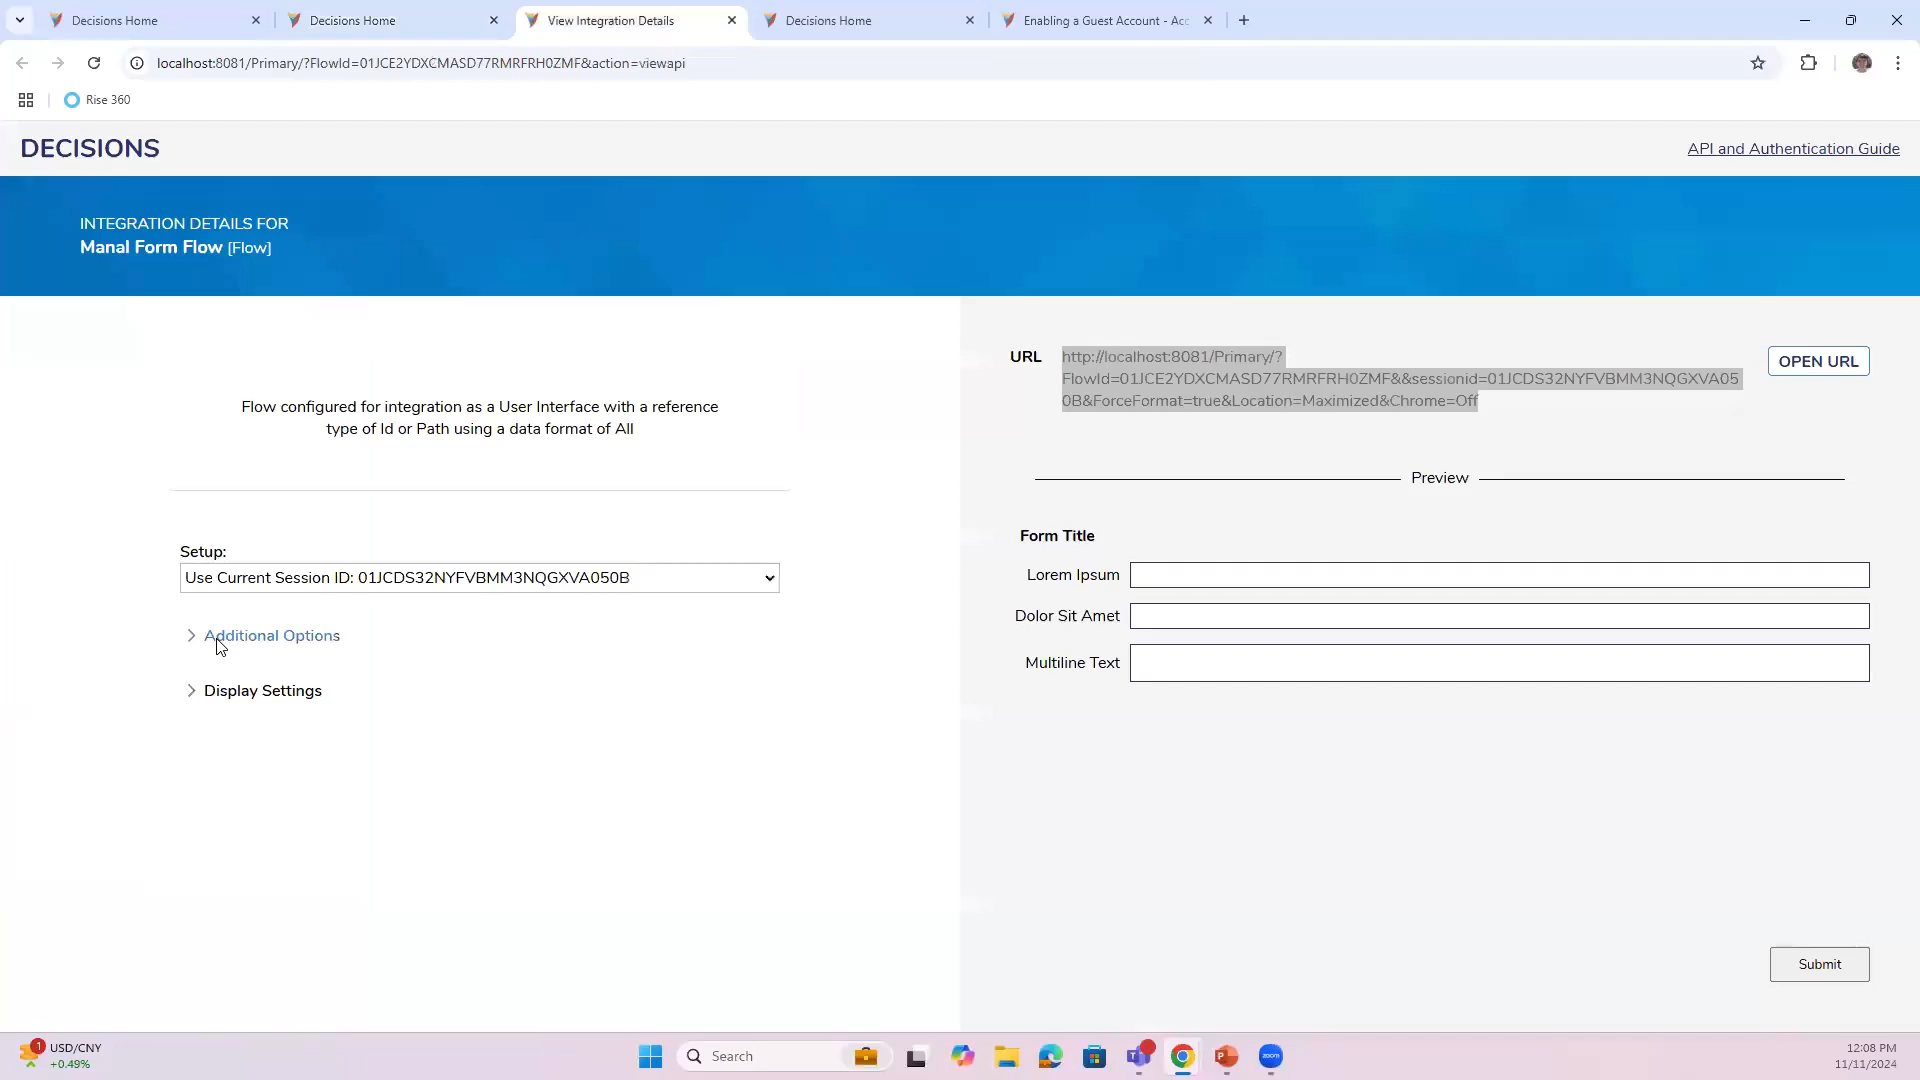 Decisions Home
Decisions Home
View Integration Details
Decisions Home
Enabling a Guest Account - Acc
localhost:8081/Primary/?FlowId=01JCE2YDXCMASD77RMRFRH0ZMF&action=viewapi
Rise 360
DECISIONS
API and Authentication Guide
INTEGRATION DETAILS FOR
Manal Form Flow [Flow]
Flow configured for integration as a User Interface with a reference
type of Id or Path using a data format of All
Setup:
Use Current Session ID: 01JCDS32NYFVBMM3NQGXVA050B
Additional Options
Display Settings
URL
http://localhost:8081/Primary/?
FlowId=01JCE2YDXCMASD77RMRFRH0ZMF&&sessionid=01JCDS32NYFVBMM3NQGXVA05
0B&ForceFormat=true&Location=Maximized&Chrome=Off
OPEN URL
Preview
Form Title
Lorem Ipsum
Dolor Sit Amet
Multiline Text
Submit
1
USD/CNY
+0.49%
Search
zoom
12:08 PM
11/11/2024